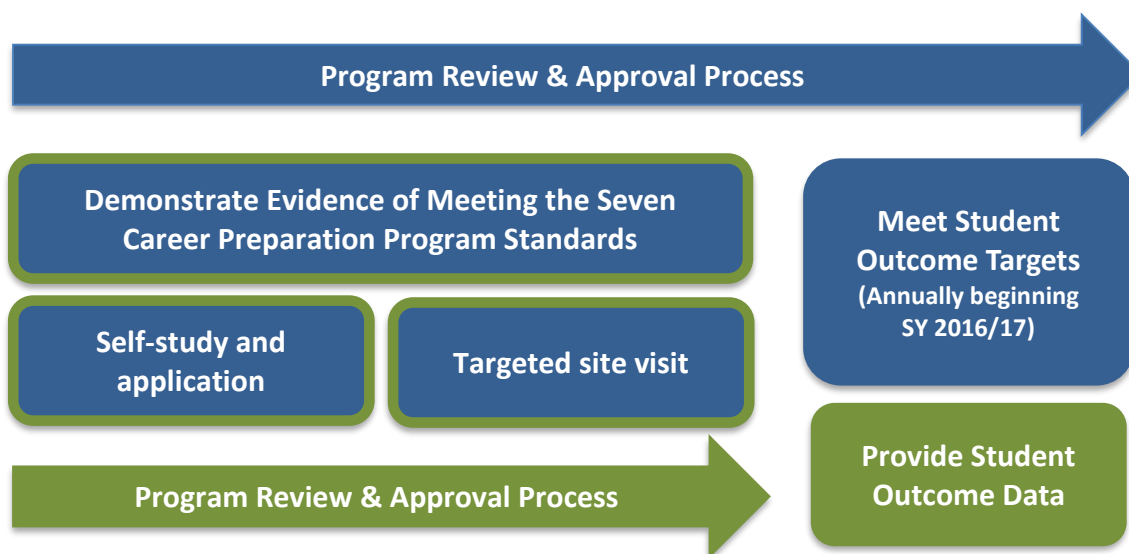 Program Review & Approval Process
Demonstrate Evidence of Meeting the Seven
Career Preparation Program Standards
Self-study and
application
Targeted site visit
Meet Student
Outcome Targets
(Annually beginning
SY 2016/17)
Program Review & Approval Process
Provide Student
Outcome Data